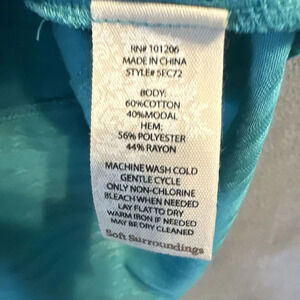 RN# 101206
MADE IN CHINA
STYLE# 5EC72
BODY:
60%COTTON
40%MODAL
HEM:
56% POLYESTER
44% RAYON
MACHINE WASH COLD
GENTLE CYCLE
ONLY NON-CHLORINE
BLEACH WHEN NEEDED
LAY FLAT TO DRY
WARM IRON IF NEEDED
MAY BE DRY CLEANED
Soft Surroundings